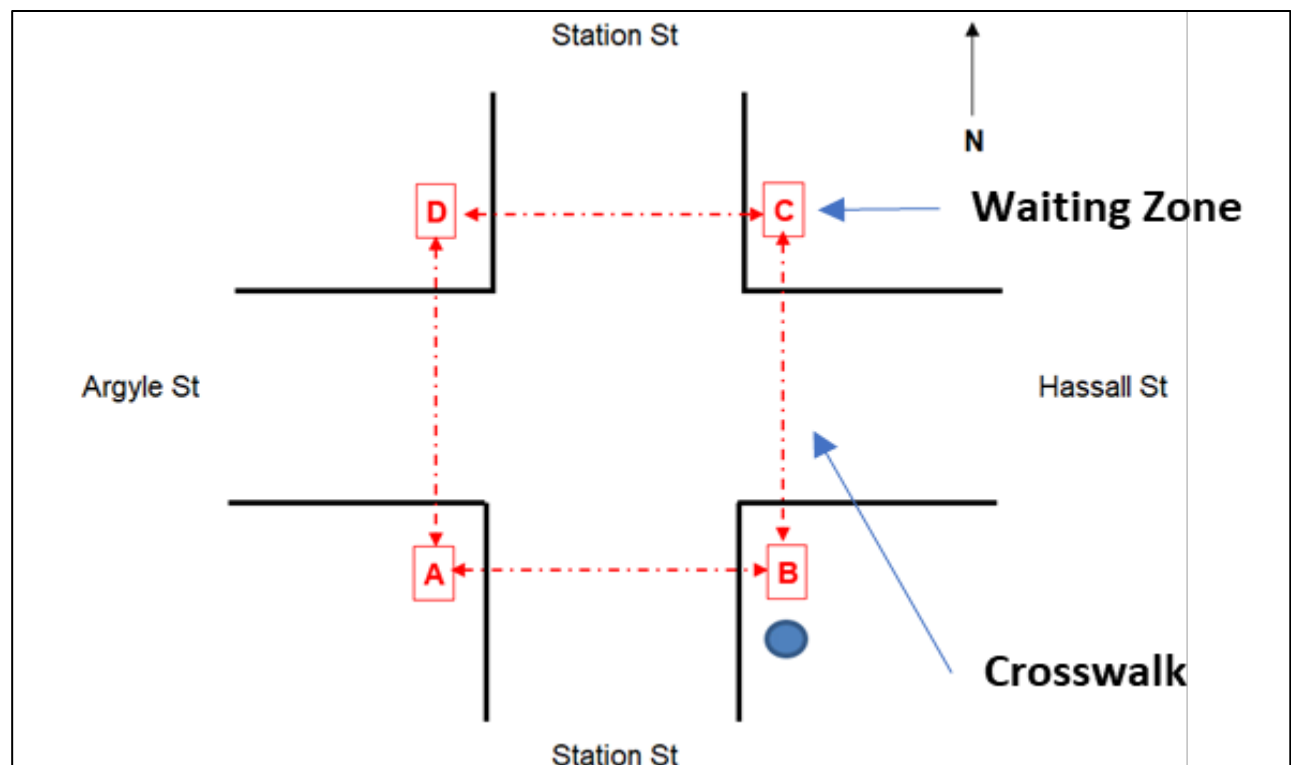 Station St
N
D
C
Waiting Zone
Argyle St
Hassall St
A
B
Crosswalk
Station St